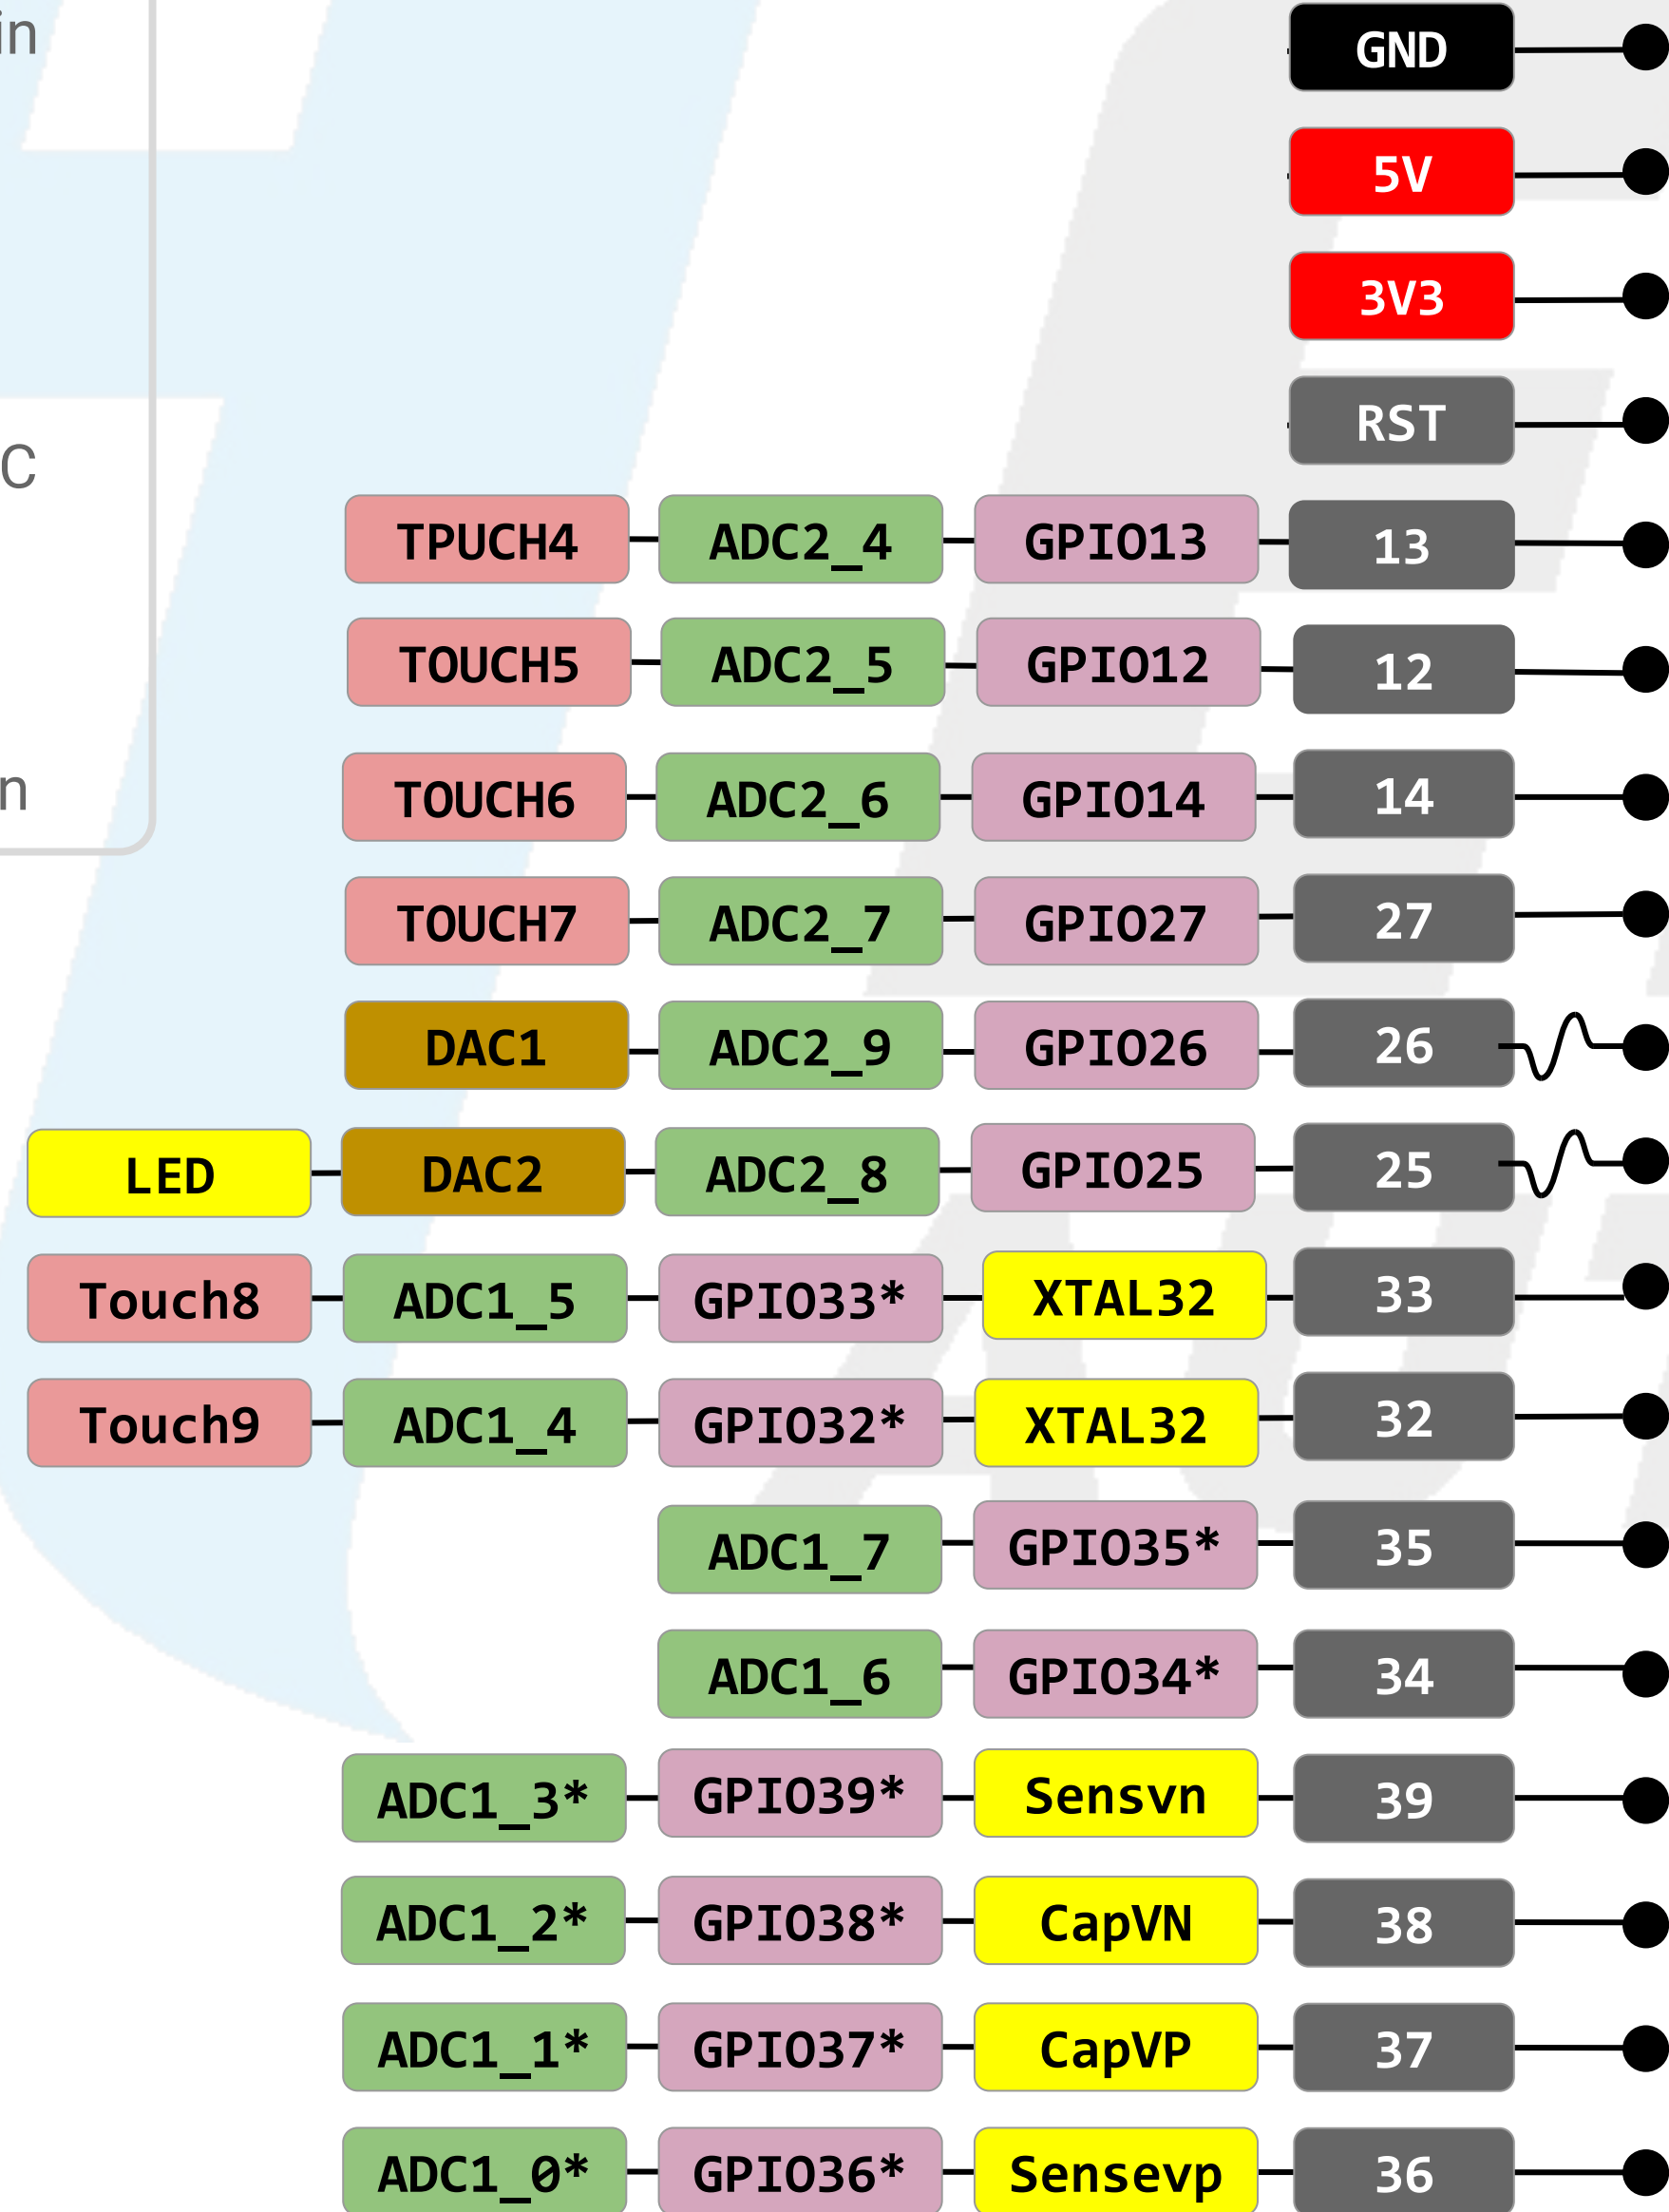 in
GND
5V
3V3
C
RST
TPUCH4 ADC2_4 GPIO13 13
TOUCH5 ADC2_5 GPIO12 12
n
TOUCH6 ADC2_6 GPIO14 14
TOUCH7 ADC2_7 GPIO27 27
DAC1 ADC2_9 GPIO26 26
LED DAC2 ADC2_8 GPIO25 25
Touch8 ADC1_5 GPIO33* XTAL32 33
Touch9 ADC1_4 GPIO32* XTAL32 32
ADC1_7 GPIO35* 35
ADC1_6 GPIO34* 34
ADC1_3* GPIO39* Sensvn 39
ADC1_2* GPIO38* CapVN 38
ADC1_1* GPIO37* CapVP 37
ADC1_0* GPIO36* Sensevp 36